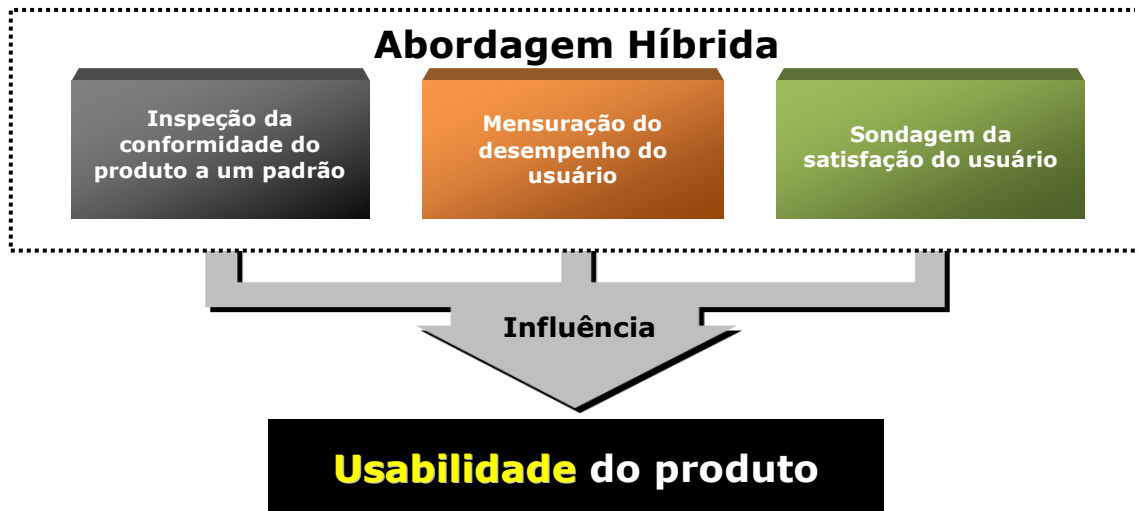 Abordagem Híbrida
Inspeção da
conformidade do
produto a um padrão
Mensuração do
desempenho do
usuário
Sondagem da
satisfação do usuário
Influência
Usabilidade do produto